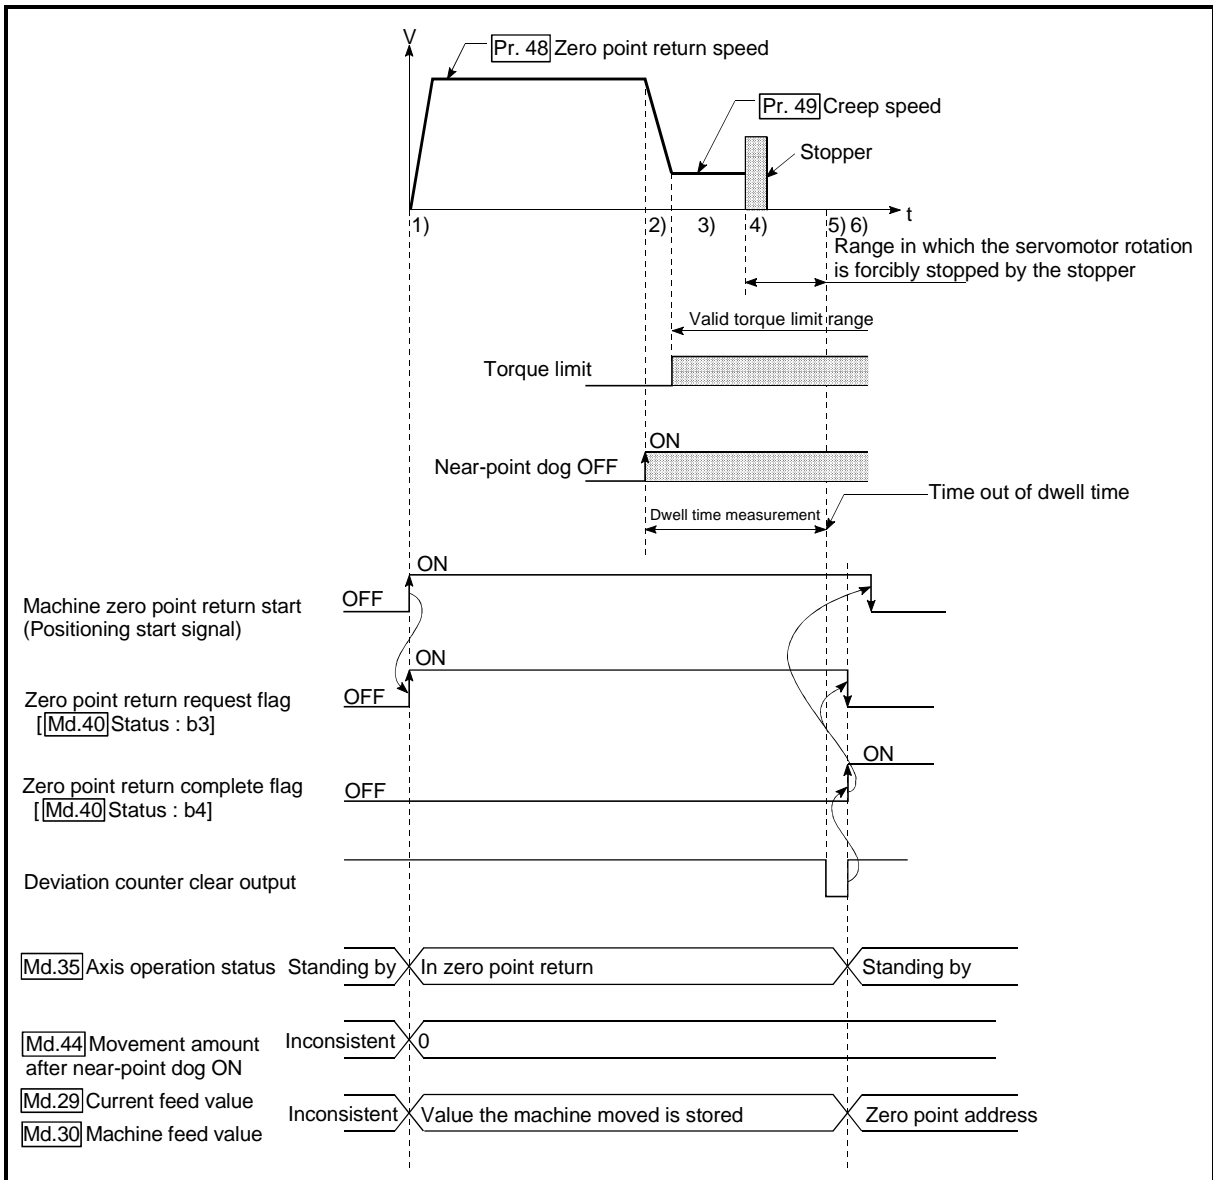 V
Pr. 48 Zero point return speed
Pr. 49 Creep speed
Stopper
t
1) 2) 3) 4) 5) 6)
Range in which the servomotor rotation
is forcibly stopped by the stopper
Valid torque limit range
Torque limit
ON
Near-point dog OFF
Time out of dwell time
Dwell time measurement
ON
OFF
Machine zero point return start
(Positioning start signal)
ON
OFF
Zero point return request flag
[Md.40 Status : b3]
ON
Zero point return complete flag
OFF
[Md.40 Status : b4]
Deviation counter clear output
Md.35 Axis operation status Standing by In zero point return Standing by
Md.44 Movement amount Inconsistent 0
after near-point dog ON
Md.29 Current feed value
Inconsistent Value the machine moved is stored Zero point address
Md.30 Machine feed value